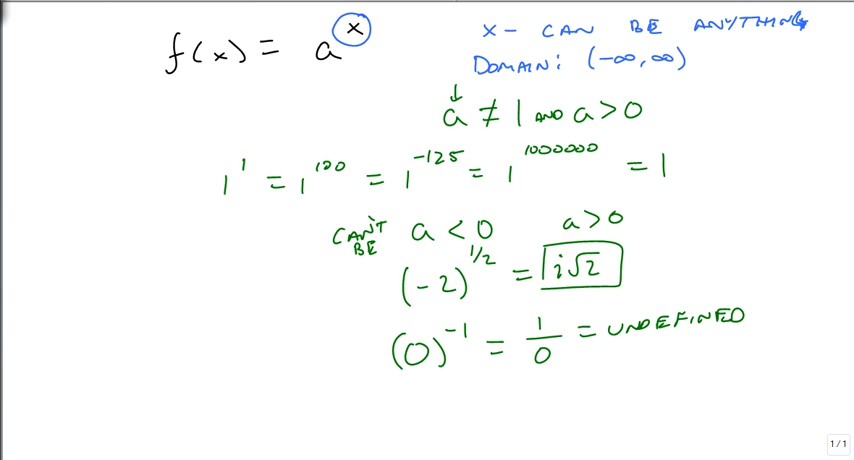 f(x) = a^x
x - CAN BE ANYTHING
DOMAIN: (-∞, ∞)
↓
a ≠ 1 AND a > 0
1^1 = 1^100 = 1^-125 = 1^1000000 = 1
CAN'T BE a < 0 a > 0
(-2)^1/2 = i√2
(0)^-1 = 1/0 = UNDEFINED
1 / 1